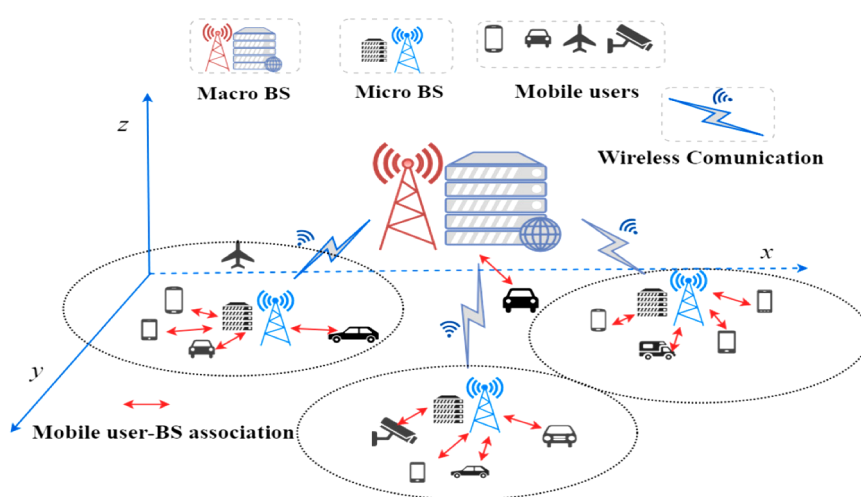 Macro BS
Micro BS
Mobile users
Wireless Comunication
z
x
y
Mobile user-BS association